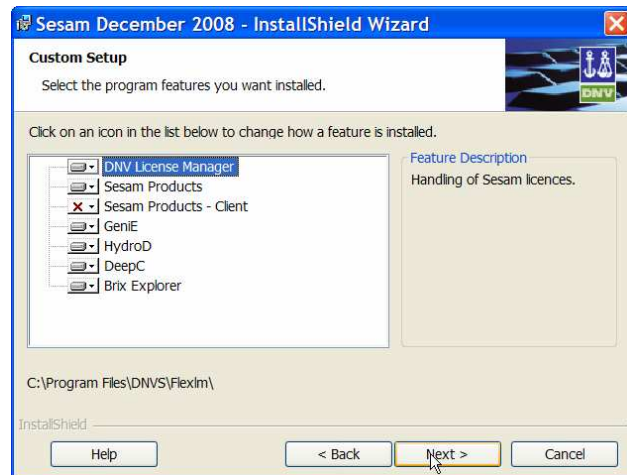 Sesam December 2008 - InstallShield Wizard
Custom Setup
Select the program features you want installed.
DNV
Click on an icon in the list below to change how a feature is installed.
DNV License Manager
Sesam Products
Sesam Products - Client
GeniE
HydroD
DeepC
Brix Explorer
Feature Description
Handling of Sesam licences.
C:\Program Files\DNVS\Flexlm\
InstallShield
Help
< Back
Next >
Cancel